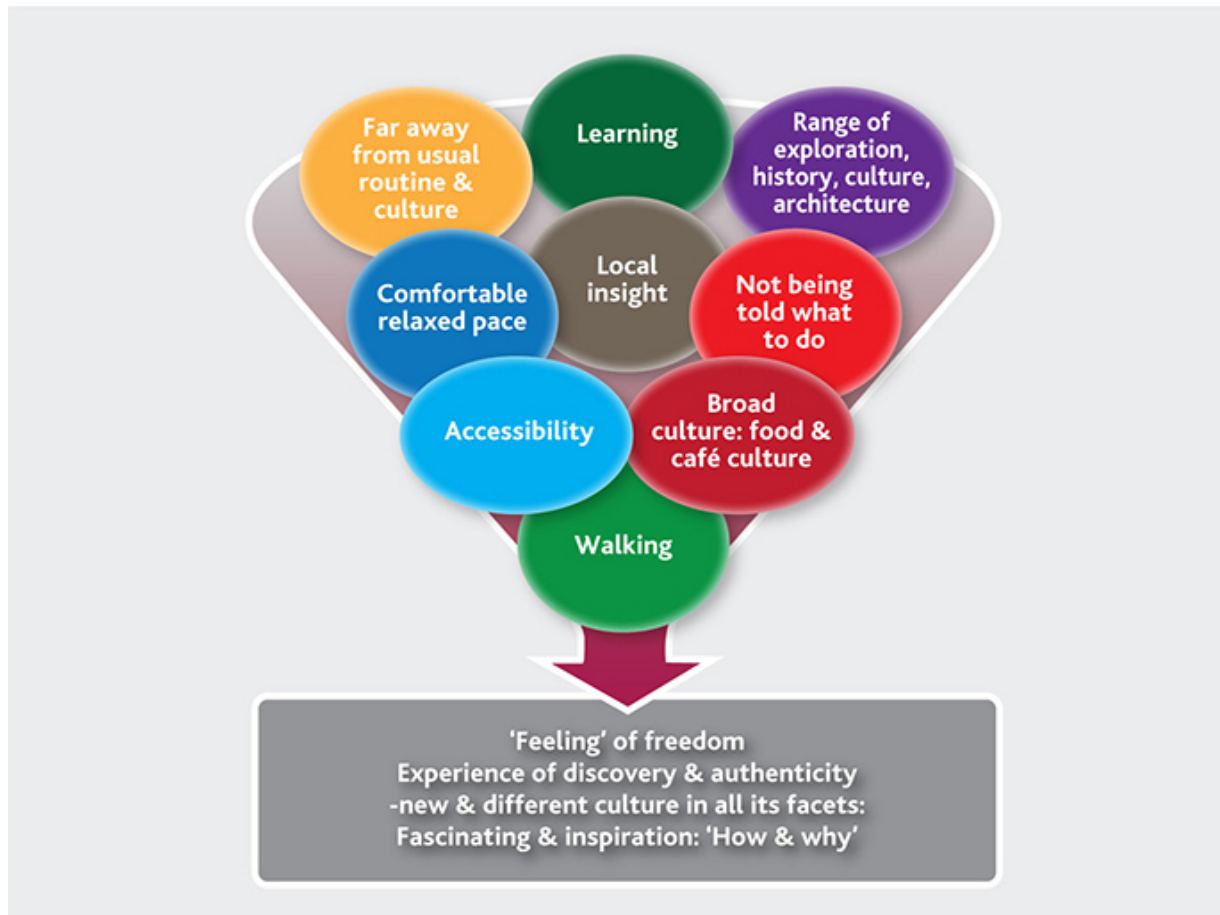 Far away
from usual
routine &
culture
Learning
Range of
exploration,
history, culture,
architecture
Comfortable
relaxed pace
Local
insight
Not being
told what
to do
Accessibility
Broad
culture: food &
café culture
Walking
‘Feeling’ of freedom
Experience of discovery & authenticity
-new & different culture in all its facets:
Fascinating & inspiration: ‘How & why’